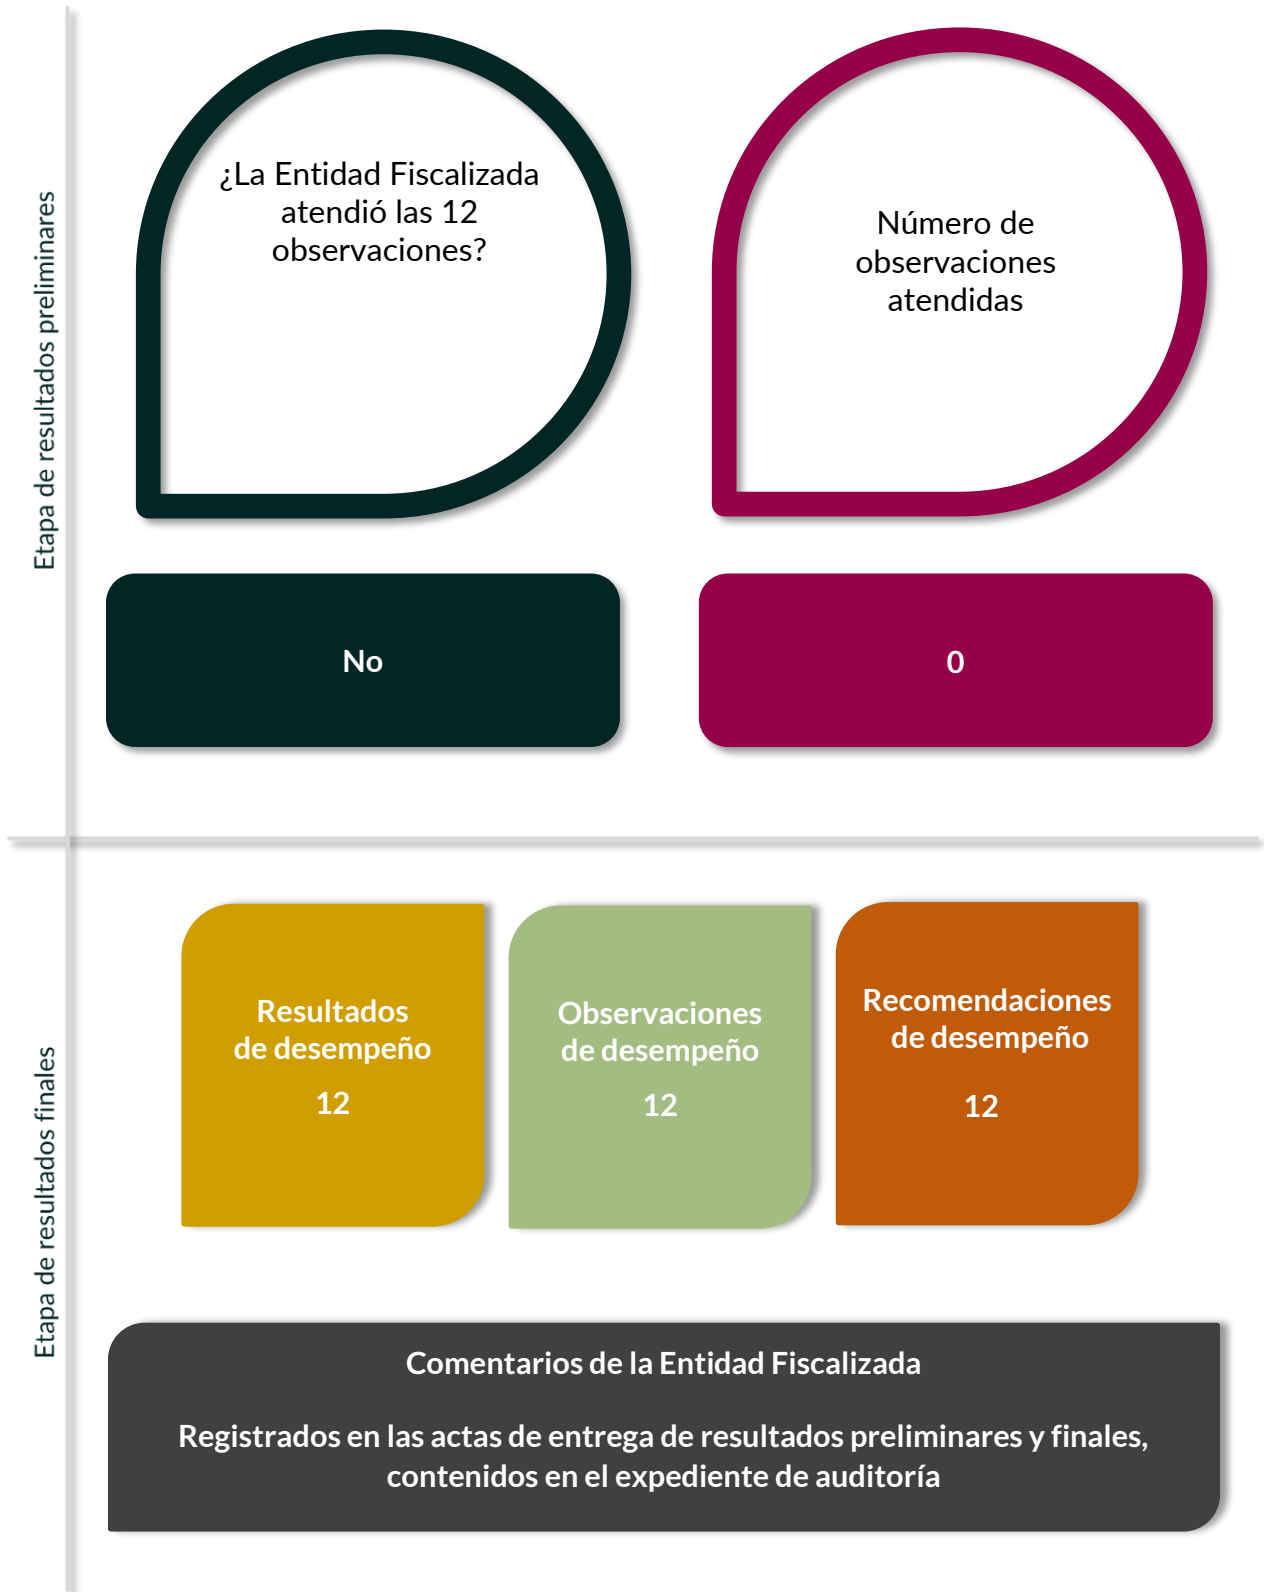 Etapa de resultados preliminares
¿La Entidad Fiscalizada
atendió las 12
observaciones?
Número de
observaciones
atendidas
No
0
Etapa de resultados finales
Resultados
de desempeño
12
Observaciones
de desempeño
12
Recomendaciones
de desempeño
12
Comentarios de la Entidad Fiscalizada
Registrados en las actas de entrega de resultados preliminares y finales,
contenidos en el expediente de auditoría